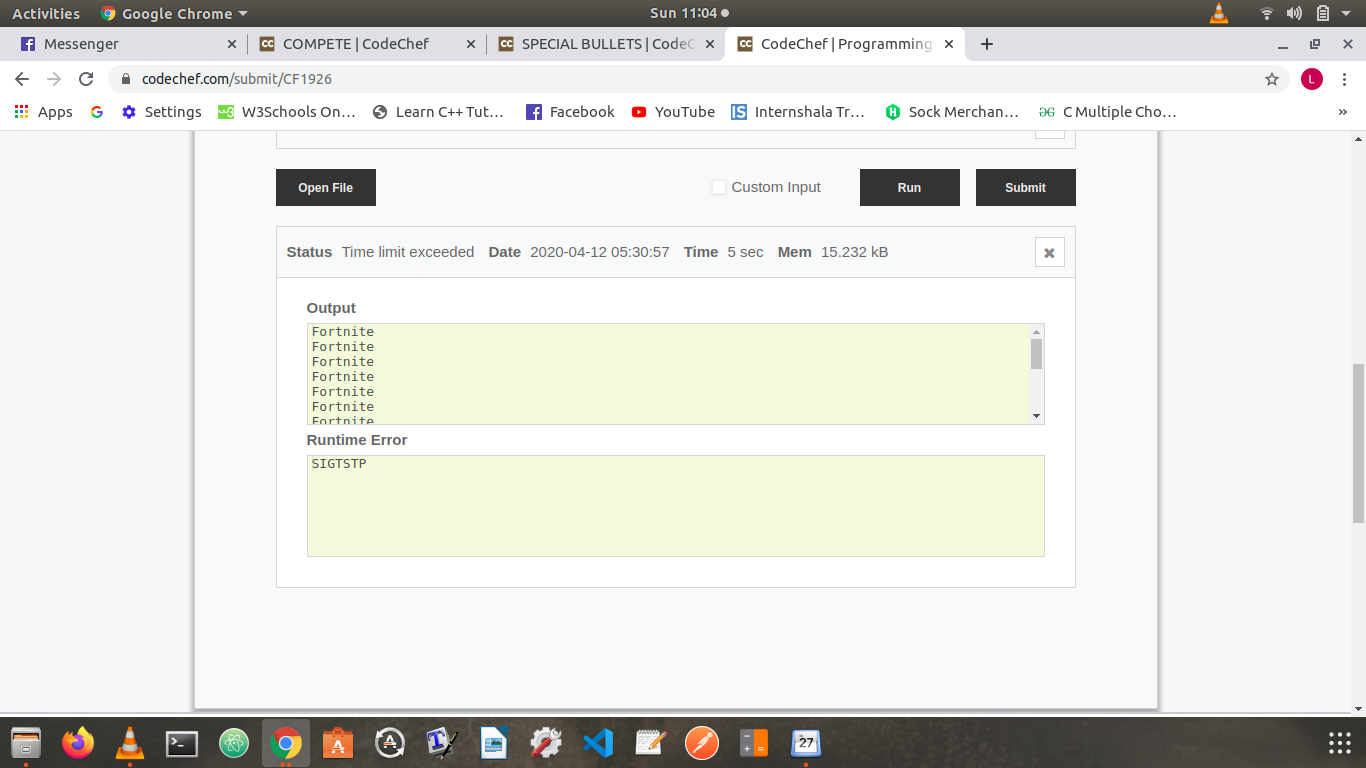 Activities Google Chrome Sun 11:04
Messenger COMPETE | CodeChef SPECIAL BULLETS | CodeC CodeChef | Programming
codechef.com/submit/CF1926 L
Apps G Settings W3Schools On… Learn C++ Tut… Facebook YouTube Internshala Tr… Sock Merchan… C Multiple Cho… »
Open File Custom Input Run Submit
Status Time limit exceeded Date 2020-04-12 05:30:57 Time 5 sec Mem 15.232 kB
Output
Fortnite
Fortnite
Fortnite
Fortnite
Fortnite
Fortnite
Fortnite
Runtime Error
SIGTSTP
27